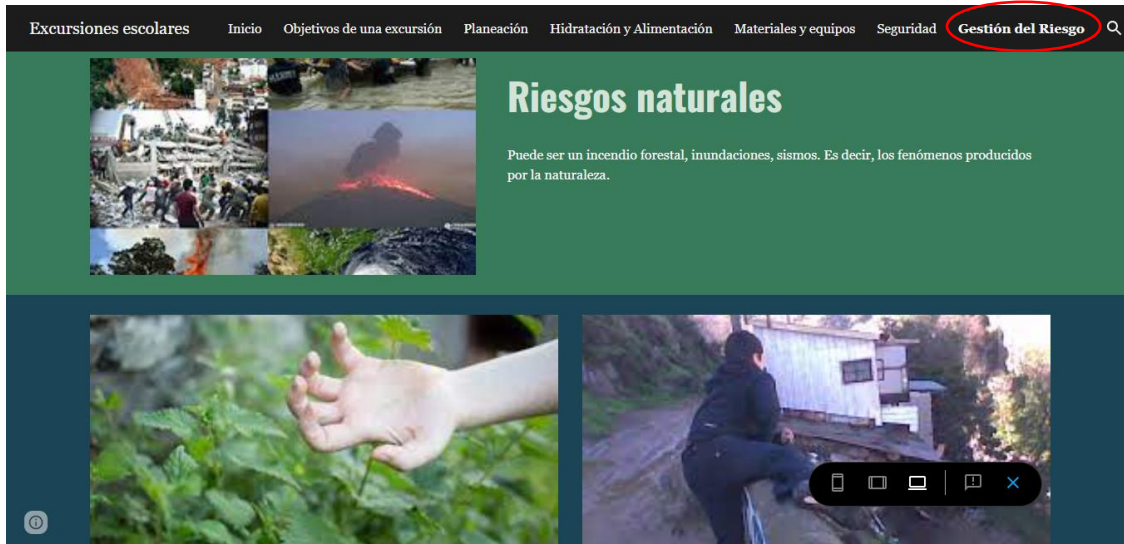 Excursiones escolares
Inicio
Objetivos de una excursión
Planeación
Hidratación y Alimentación
Materiales y equipos
Seguridad
Gestión del Riesgo
Riesgos naturales
Puede ser un incendio forestal, inundaciones, sismos. Es decir, los fenómenos producidos
por la naturaleza.